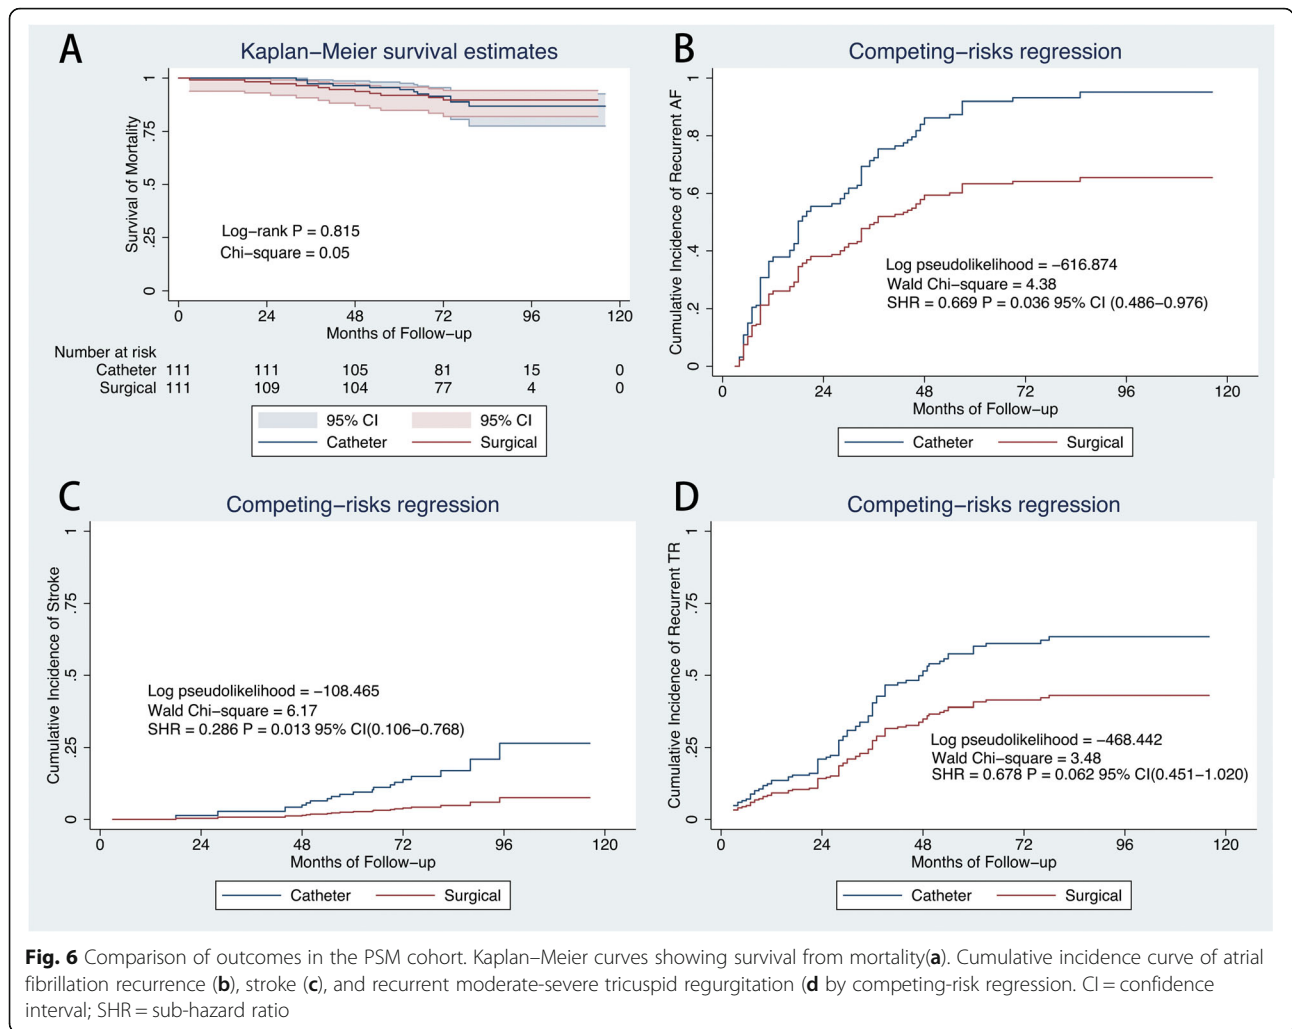 A
Kaplan–Meier survival estimates
Survival of Mortality
1
.75
.5
.25
0
Log–rank P = 0.815
Chi–square = 0.05
0 24 48 72 96 120
Months of Follow–up
Number at risk
Catheter 111 111 105 81 15 0
Surgical 111 109 104 77 4 0
95% CI 95% CI
Catheter Surgical
B
Competing–risks regression
Cumulative Incidence of Recurrent AF
1
.8
.6
.4
.2
0
Log pseudolikelihood = −616.874
Wald Chi–square = 4.38
SHR = 0.669 P = 0.036 95% CI (0.486–0.976)
0 24 48 72 96 120
Months of Follow–up
Catheter Surgical
C
Competing–risks regression
Cumulative Incidence of Stroke
1
.75
.5
.25
0
Log pseudolikelihood = −108.465
Wald Chi–square = 6.17
SHR = 0.286 P = 0.013 95% CI(0.106–0.768)
0 24 48 72 96 120
Months of Follow–up
Catheter Surgical
D
Competing–risks regression
Cumulative Incidence of Recurrent TR
1
.75
.5
.25
0
Log pseudolikelihood = −468.442
Wald Chi–square = 3.48
SHR = 0.678 P = 0.062 95% CI(0.451–1.020)
0 24 48 72 96 120
Months of Follow–up
Catheter Surgical
Fig. 6 Comparison of outcomes in the PSM cohort. Kaplan–Meier curves showing survival from mortality(a). Cumulative incidence curve of atrial
fibrillation recurrence (b), stroke (c), and recurrent moderate-severe tricuspid regurgitation (d by competing-risk regression. CI = confidence
interval; SHR = sub-hazard ratio